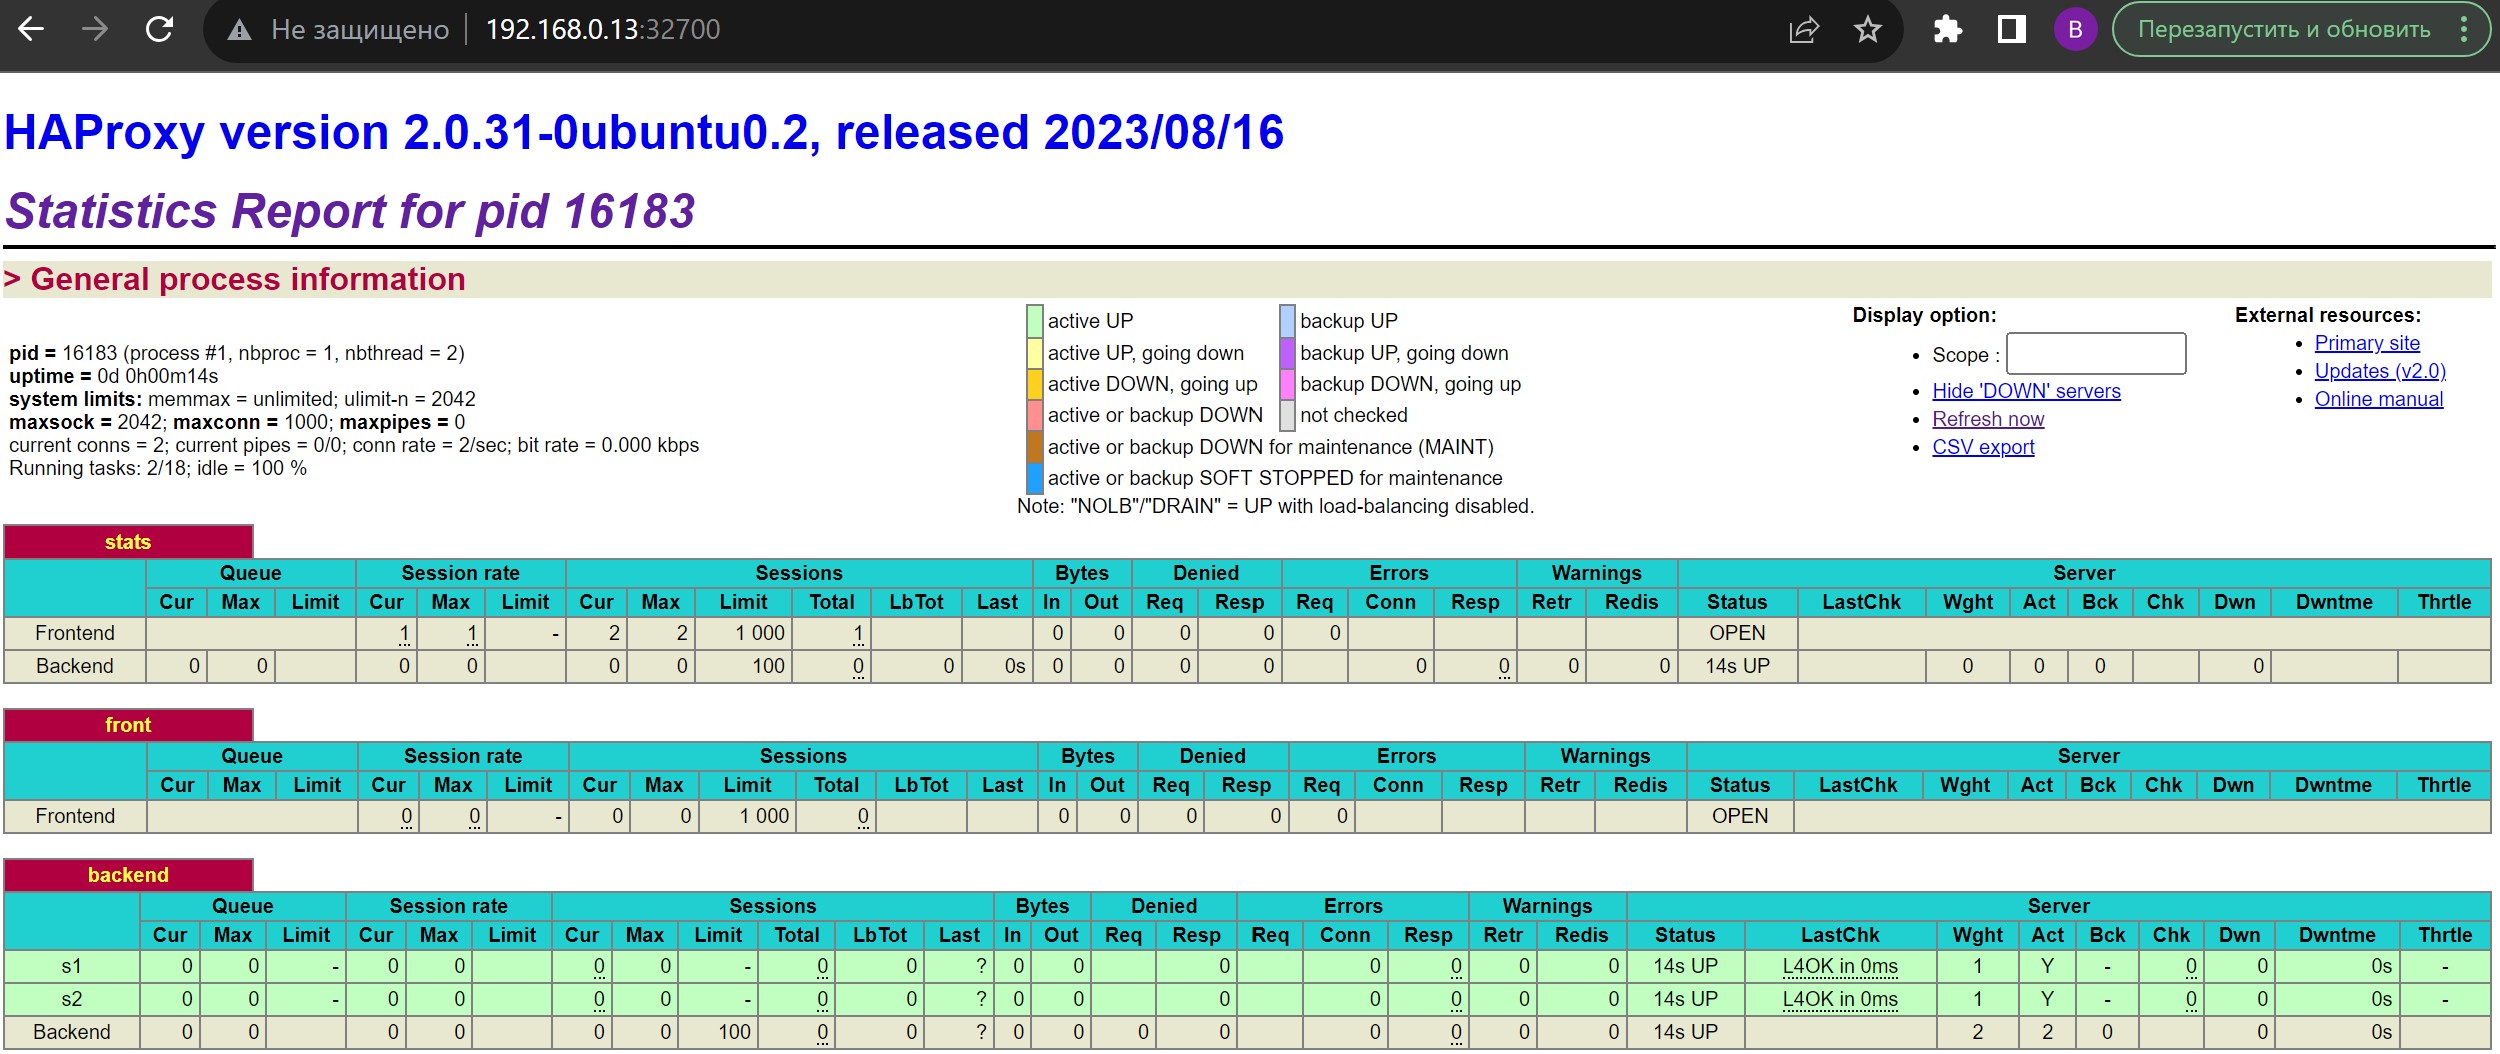 Не защищено 192.168.0.13:32700 B Перезапустить и обновить
HAProxy version 2.0.31-0ubuntu0.2, released 2023/08/16
Statistics Report for pid 16183
> General process information
pid = 16183 (process #1, nbproc = 1, nbthread = 2)
uptime = 0d 0h00m14s
system limits: memmax = unlimited; ulimit-n = 2042
maxsock = 2042; maxconn = 1000; maxpipes = 0
current conns = 2; current pipes = 0/0; conn rate = 2/sec; bit rate = 0.000 kbps
Running tasks: 2/18; idle = 100 %
active UP backup UP
active UP, going down backup UP, going down
active DOWN, going up backup DOWN, going up
active or backup DOWN not checked
active or backup DOWN for maintenance (MAINT)
active or backup SOFT STOPPED for maintenance
Note: "NOLB"/"DRAIN" = UP with load-balancing disabled.
Display option:
Scope :
Hide 'DOWN' servers
Refresh now
CSV export
External resources:
Primary site
Updates (v2.0)
Online manual
stats
Queue Session rate Sessions Bytes Denied Errors Warnings Server
Cur Max Limit Cur Max Limit Cur Max Limit Total LbTot Last In Out Req Resp Req Conn Resp Retr Redis Status LastChk Wght Act Bck Chk Dwn Dwntme Thrtle
Frontend 1 1 - 2 2 1 000 1 0 0 0 0 0 OPEN
Backend 0 0 0 0 0 0 100 0 0 0s 0 0 0 0 0 0 0 0 14s UP 0 0 0 0
front
Queue Session rate Sessions Bytes Denied Errors Warnings Server
Cur Max Limit Cur Max Limit Cur Max Limit Total LbTot Last In Out Req Resp Req Conn Resp Retr Redis Status LastChk Wght Act Bck Chk Dwn Dwntme Thrtle
Frontend 0 0 - 0 0 1 000 0 0 0 0 0 0 OPEN
backend
Queue Session rate Sessions Bytes Denied Errors Warnings Server
Cur Max Limit Cur Max Limit Cur Max Limit Total LbTot Last In Out Req Resp Req Conn Resp Retr Redis Status LastChk Wght Act Bck Chk Dwn Dwntme Thrtle
s1 0 0 - 0 0 0 0 - 0 0 ? 0 0 0 0 0 0 0 14s UP L4OK in 0ms 1 Y - 0 0 0s -
s2 0 0 - 0 0 0 0 - 0 0 ? 0 0 0 0 0 0 0 14s UP L4OK in 0ms 1 Y - 0 0 0s -
Backend 0 0 0 0 0 0 100 0 0 ? 0 0 0 0 0 0 0 0 14s UP 2 2 0 0 0s